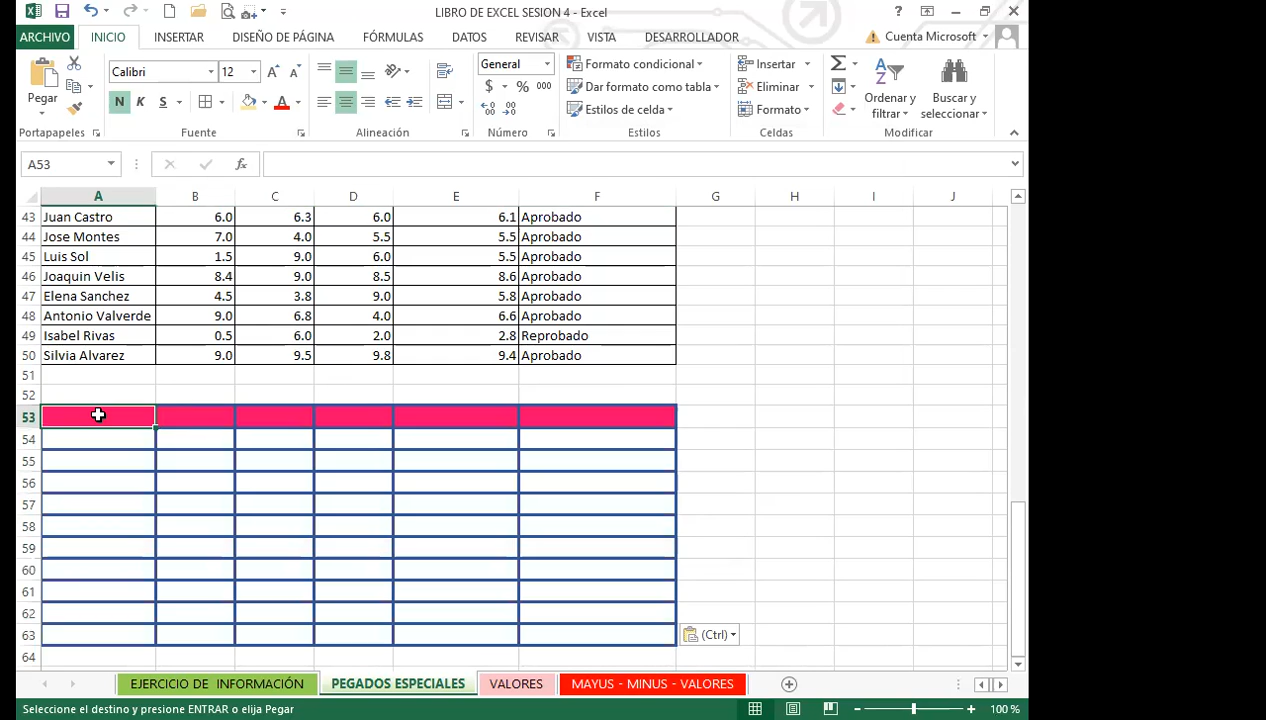 LIBRO DE EXCEL SESION 4 - Excel
?
ARCHIVO INICIO INSERTAR DISEÑO DE PÁGINA FÓRMULAS DATOS REVISAR VISTA DESARROLLADOR Cuenta Microsoft
Pegar
Calibri 12
N K S A
General
$ % 000
Formato condicional
Dar formato como tabla
Estilos de celda
Insertar
Eliminar
Formato
Ordenar y filtrar
Buscar y seleccionar
Portapapeles Fuente Alineación Número Estilos Celdas Modificar
A53 fx
A B C D E F G H I J
43 Juan Castro 6.0 6.3 6.0 6.1 Aprobado
44 Jose Montes 7.0 4.0 5.5 5.5 Aprobado
45 Luis Sol 1.5 9.0 6.0 5.5 Aprobado
46 Joaquin Velis 8.4 9.0 8.5 8.6 Aprobado
47 Elena Sanchez 4.5 3.8 9.0 5.8 Aprobado
48 Antonio Valverde 9.0 6.8 4.0 6.6 Aprobado
49 Isabel Rivas 0.5 6.0 2.0 2.8 Reprobado
50 Silvia Alvarez 9.0 9.5 9.8 9.4 Aprobado
51
52
53
54
55
56
57
58
59
60
61
62
63 (Ctrl)
64
EJERCICIO DE INFORMACIÓN PEGADOS ESPECIALES VALORES MAYUS - MINUS - VALORES
Seleccione el destino y presione ENTRAR o elija Pegar 100 %